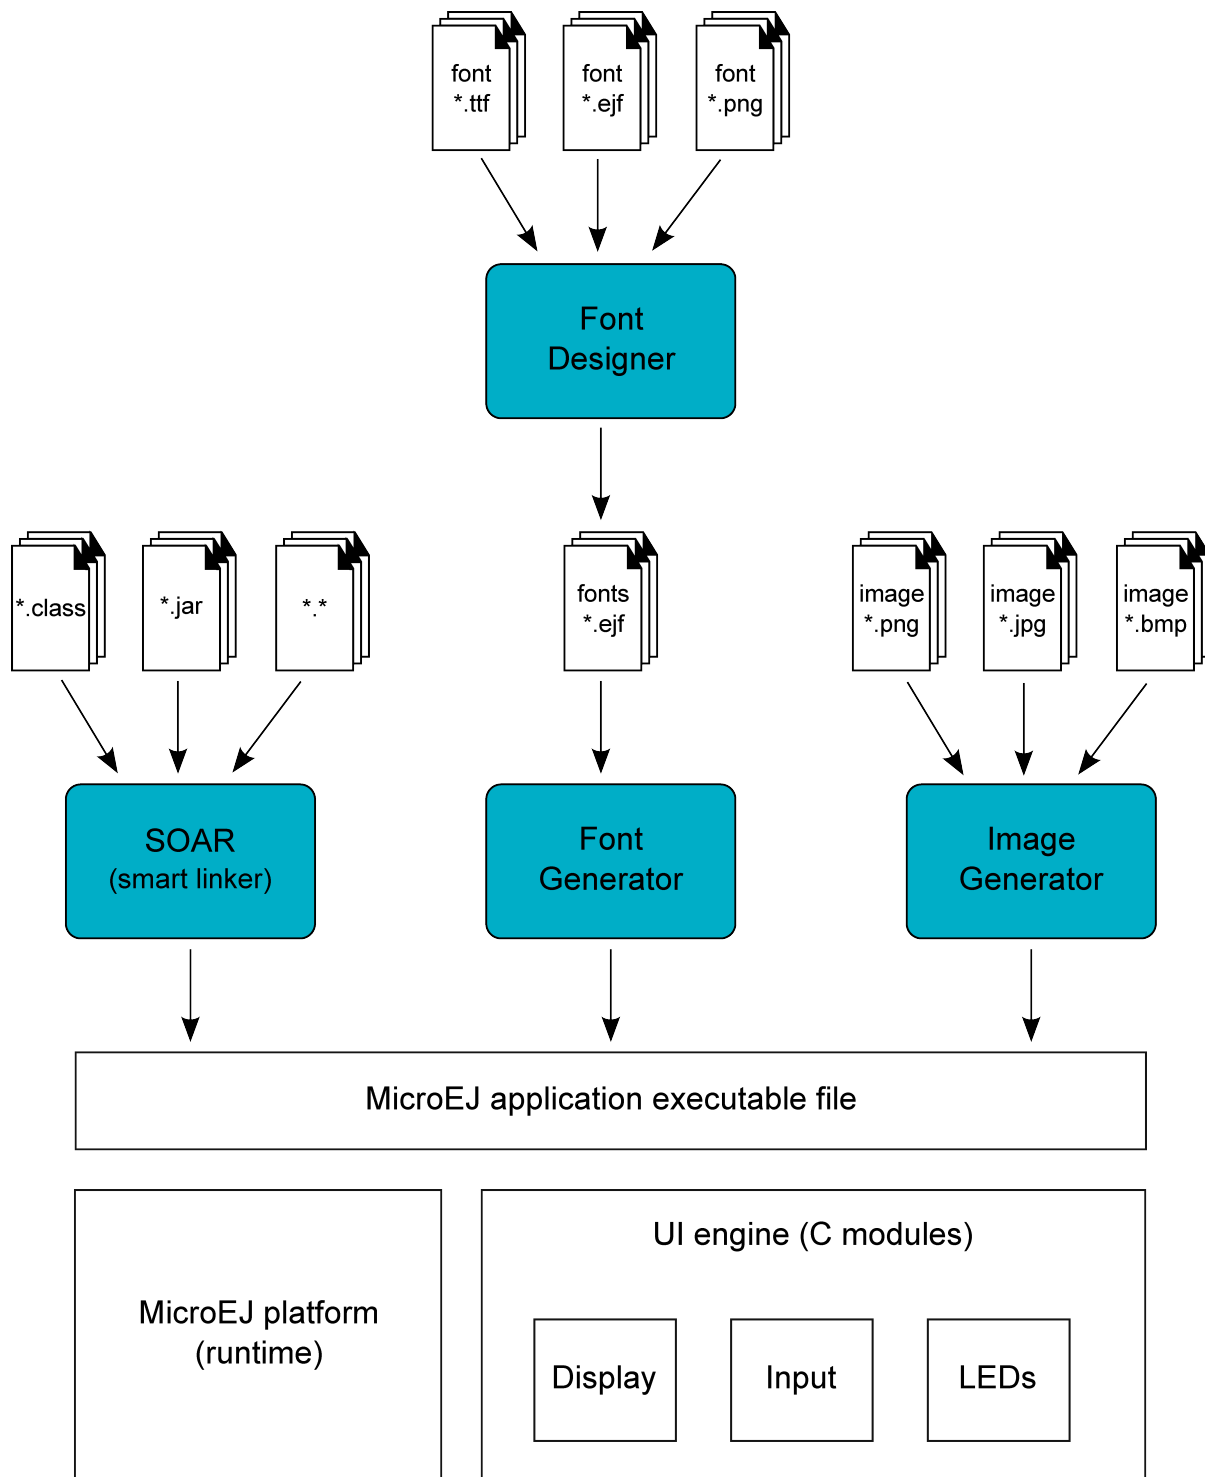 font
*.ttf
font
*.ejf
font
*.png
Font
Designer
*.class
*.jar
*.*
fonts
*.ejf
image
*.png
image
*.jpg
image
*.bmp
SOAR
(smart linker)
Font
Generator
Image
Generator
MicroEJ application executable file
MicroEJ platform
(runtime)
UI engine (C modules)
Display
Input
LEDs